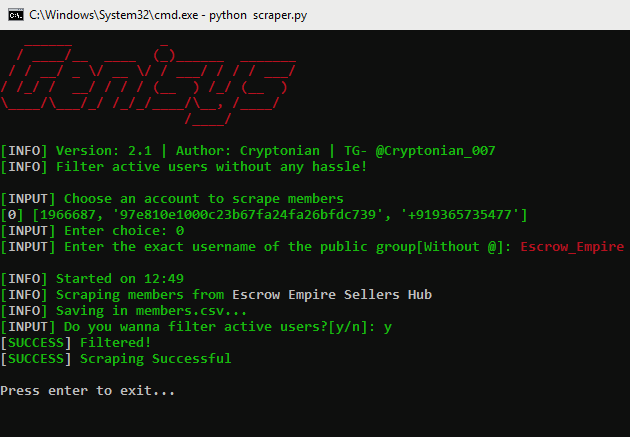 C:\Windows\System32\cmd.exe - python  scraper.py
[INFO] Version: 2.1 | Author: Cryptonian | TG- @Cryptonian_007
[INFO] Filter active users without any hassle!
[INPUT] Choose an account to scrape members
[0] [1966687, '97e810e1000c23b67fa24fa26bfdc739', '+919365735477']
[INPUT] Enter choice: 0
[INPUT] Enter the exact username of the public group[Without @]: Escrow_Empire
[INFO] Started on 12:49
[INFO] Scraping members from Escrow Empire Sellers Hub
[INFO] Saving in members.csv...
[INPUT] Do you wanna filter active users?[y/n]: y
[SUCCESS] Filtered!
[SUCCESS] Scraping Successful
Press enter to exit...